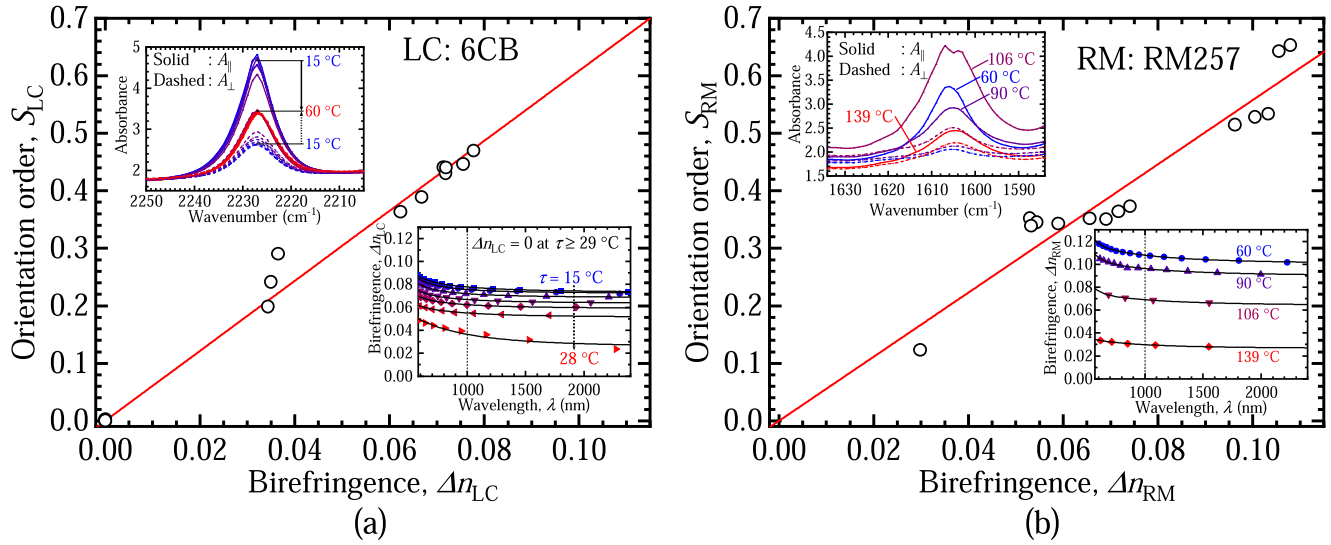 LC: 6CB
Orientation order, S_LC
0.7
0.6
0.5
0.4
0.3
0.2
0.1
0.0
0.00 0.02 0.04 0.06 0.08 0.10
Birefringence, Δn_LC
(a)
Solid : A∥
Dashed : A⊥
15 °C
60 °C
15 °C
Absorbance
5
4
3
2
2250 2240 2230 2220 2210
Wavenumber (cm⁻¹)
Δn_LC = 0 at τ ≥ 29 °C
τ = 15 °C
28 °C
Birefringence, Δn_LC
0.12
0.10
0.08
0.06
0.04
0.02
0.00
1000 1500 2000
Wavelength, λ (nm)
RM: RM257
Orientation order, S_RM
0.7
0.6
0.5
0.4
0.3
0.2
0.1
0.0
0.00 0.02 0.04 0.06 0.08 0.10
Birefringence, Δn_RM
(b)
Solid : A∥
Dashed : A⊥
106 °C
60 °C
90 °C
139 °C
Absorbance
4.5
4.0
3.5
3.0
2.5
2.0
1.5
1630 1620 1610 1600 1590
Wavenumber (cm⁻¹)
60 °C
90 °C
106 °C
139 °C
Birefringence, Δn_RM
0.12
0.10
0.08
0.06
0.04
0.02
0.00
1000 1500 2000
Wavelength, λ (nm)